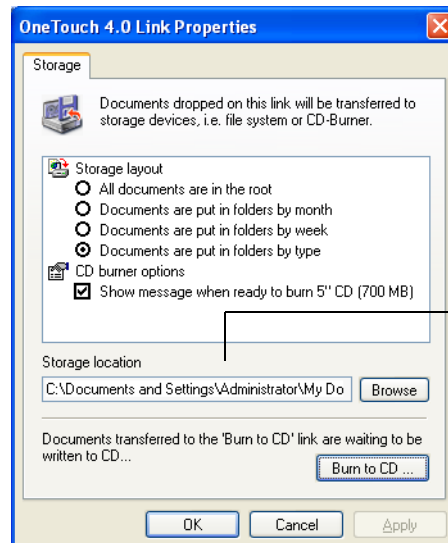 OneTouch 4.0 Link Properties
Storage
Documents dropped on this link will be transferred to
storage devices, i.e. file system or CD-Burner.
Storage layout
All documents are in the root
Documents are put in folders by month
Documents are put in folders by week
Documents are put in folders by type
CD burner options
Show message when ready to burn 5" CD (700 MB)
Storage location
C:\Documents and Settings\Administrator\My Do
Browse
Documents transferred to the 'Burn to CD' link are waiting to be
written to CD...
Burn to CD ...
OK
Cancel
Apply